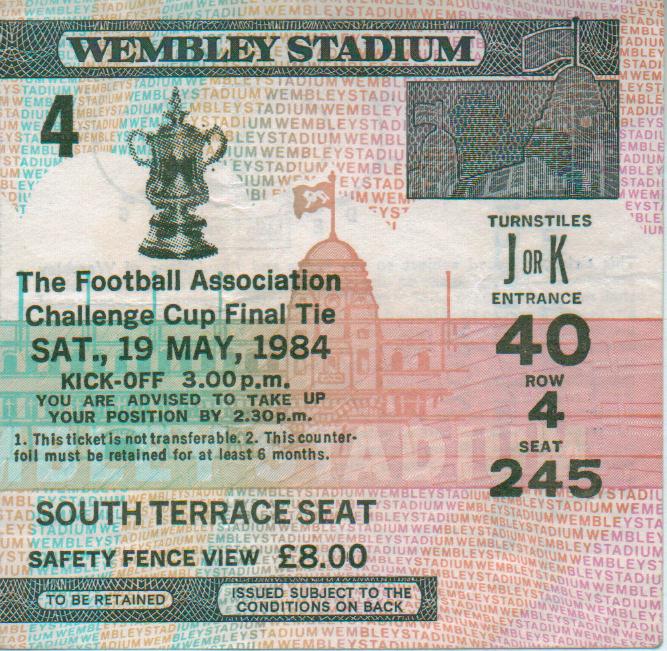 WEMBLEY STADIUM
4
The Football Association
Challenge Cup Final Tie
SAT., 19 MAY, 1984
KICK-OFF 3.00 p.m.
YOU ARE ADVISED TO TAKE UP
YOUR POSITION BY 2.30 p.m.
1. This ticket is not transferable. 2. This counter-
foil must be retained for at least 6 months.
SOUTH TERRACE SEAT
SAFETY FENCE VIEW £8.00
TO BE RETAINED
ISSUED SUBJECT TO THE
CONDITIONS ON BACK
TURNSTILES
J OR K
ENTRANCE
40
ROW
4
SEAT
245